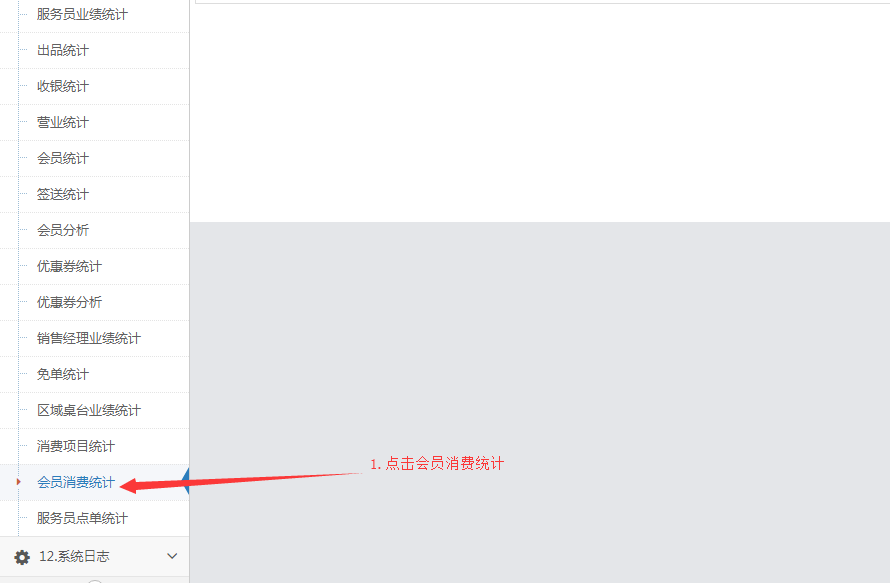 服务员业绩统计
出品统计
收银统计
营业统计
会员统计
签送统计
会员分析
优惠券统计
优惠券分析
销售经理业绩统计
免单统计
区域桌台业绩统计
消费项目统计
1. 点击会员消费统计
会员消费统计
服务员点单统计
12.系统日志